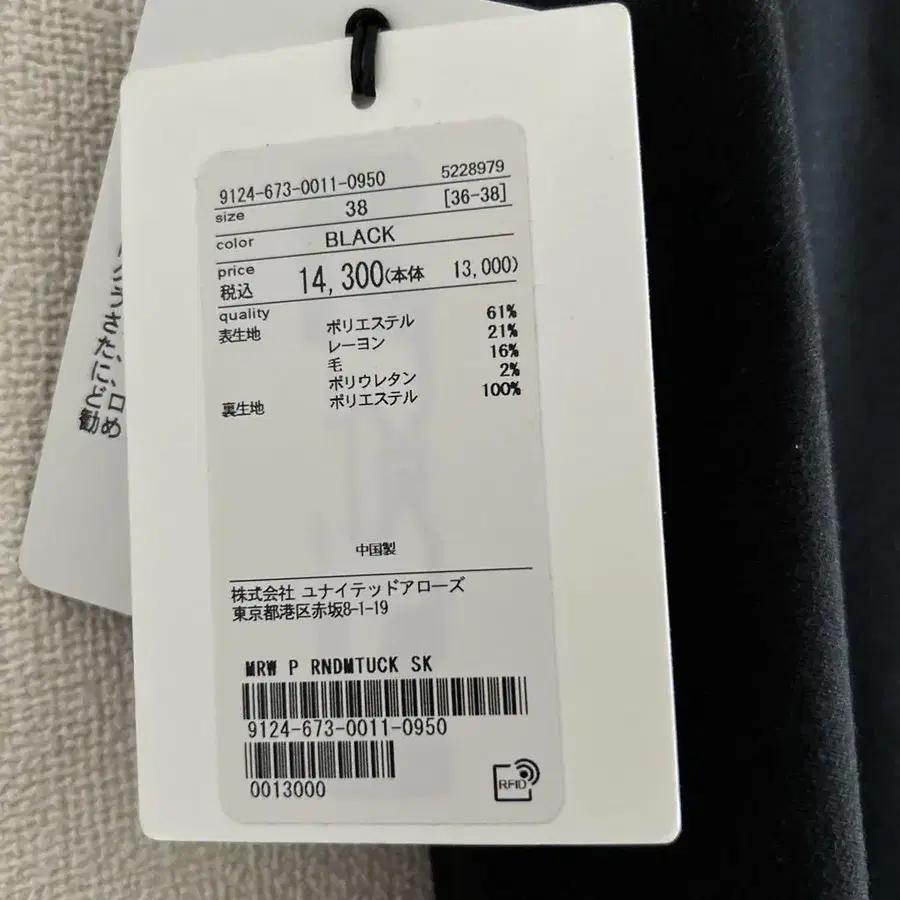 9124-673-0011-0950 5228979
size 38 [36-38]
color BLACK
price
税込 14,300(本体 13,000)
quality
表生地 ポリエステル 61%
レーヨン 21%
毛 16%
ポリウレタン 2%
裏生地 ポリエステル 100%
中国製
株式会社 ユナイテッドアローズ
東京都港区赤坂8-1-19
MRW P RNDMTUCK SK
9124-673-0011-0950
0013000
RFID